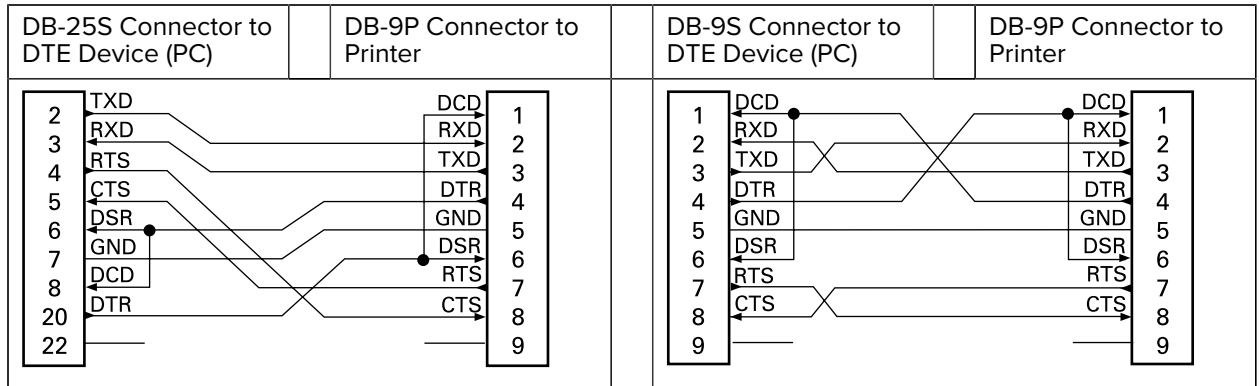 DB-25S Connector to
DTE Device (PC)
DB-9P Connector to
Printer
DB-9S Connector to
DTE Device (PC)
DB-9P Connector to
Printer
2 TXD
3 RXD
4 RTS
5 CTS
6 DSR
7 GND
8 DCD
20 DTR
22
DCD 1
RXD 2
TXD 3
DTR 4
GND 5
DSR 6
RTS 7
CTS 8
9
1 DCD
2 RXD
3 TXD
4 DTR
5 GND
6 DSR
7 RTS
8 CTS
9
DCD 1
RXD 2
TXD 3
DTR 4
GND 5
DSR 6
RTS 7
CTS 8
9